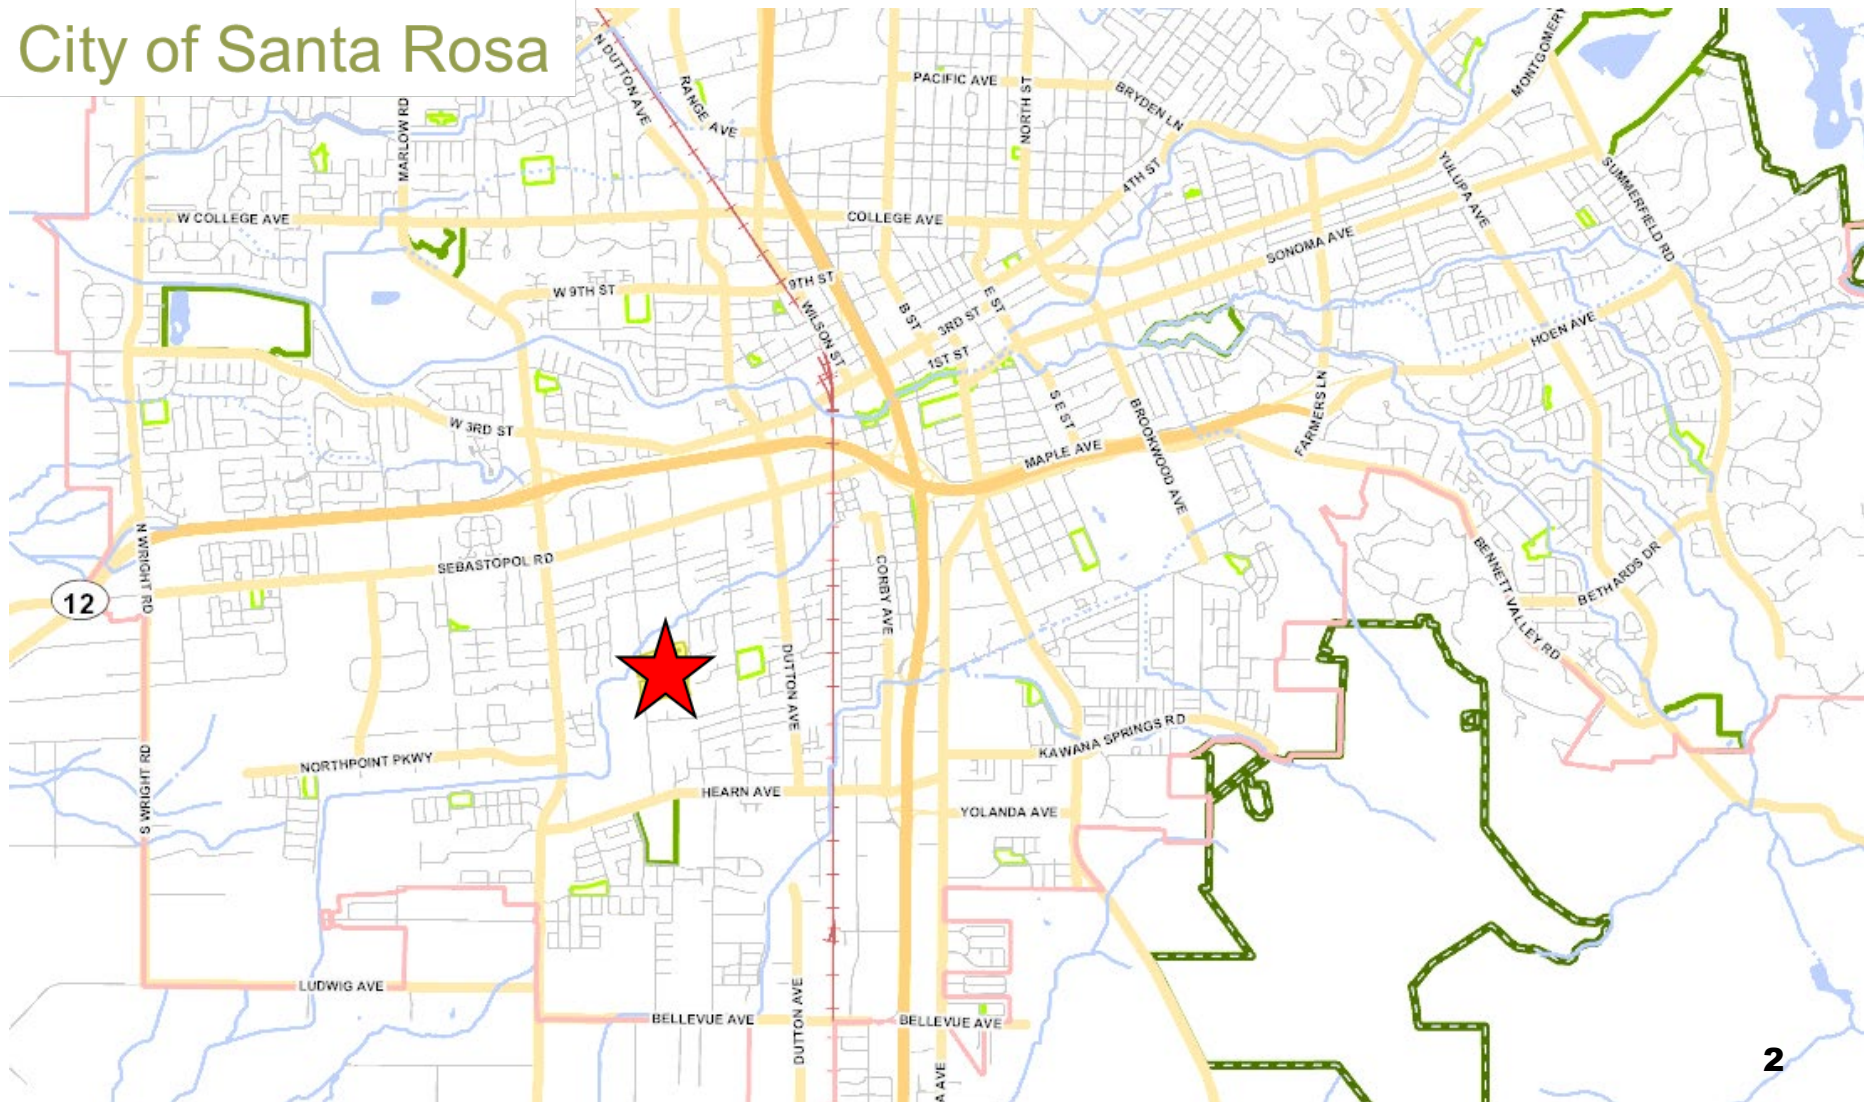 City of Santa Rosa
N DUTTON AVE
RANGE AVE
MARLOW RD
PACIFIC AVE
NORTH ST
BRYDEN LN
MONTGOMERY
4TH ST
YULUPA AVE
SUMMERFIELD RD
W COLLEGE AVE
COLLEGE AVE
SONOMA AVE
W 9TH ST
9TH ST
WILSON ST
B ST
E ST
3RD ST
1ST ST
HOEN AVE
W 3RD ST
S E ST
BROOKWOOD AVE
FARMERS LN
MAPLE AVE
N WRIGHT RD
SEBASTOPOL RD
CORBY AVE
BENNETT VALLEY RD
BETHARDS DR
12
DUTTON AVE
KAWANA SPRINGS RD
NORTHPOINT PKWY
S WRIGHT RD
HEARN AVE
YOLANDA AVE
LUDWIG AVE
DUTTON AVE
BELLEVUE AVE
BELLEVUE AVE
A AVE
2